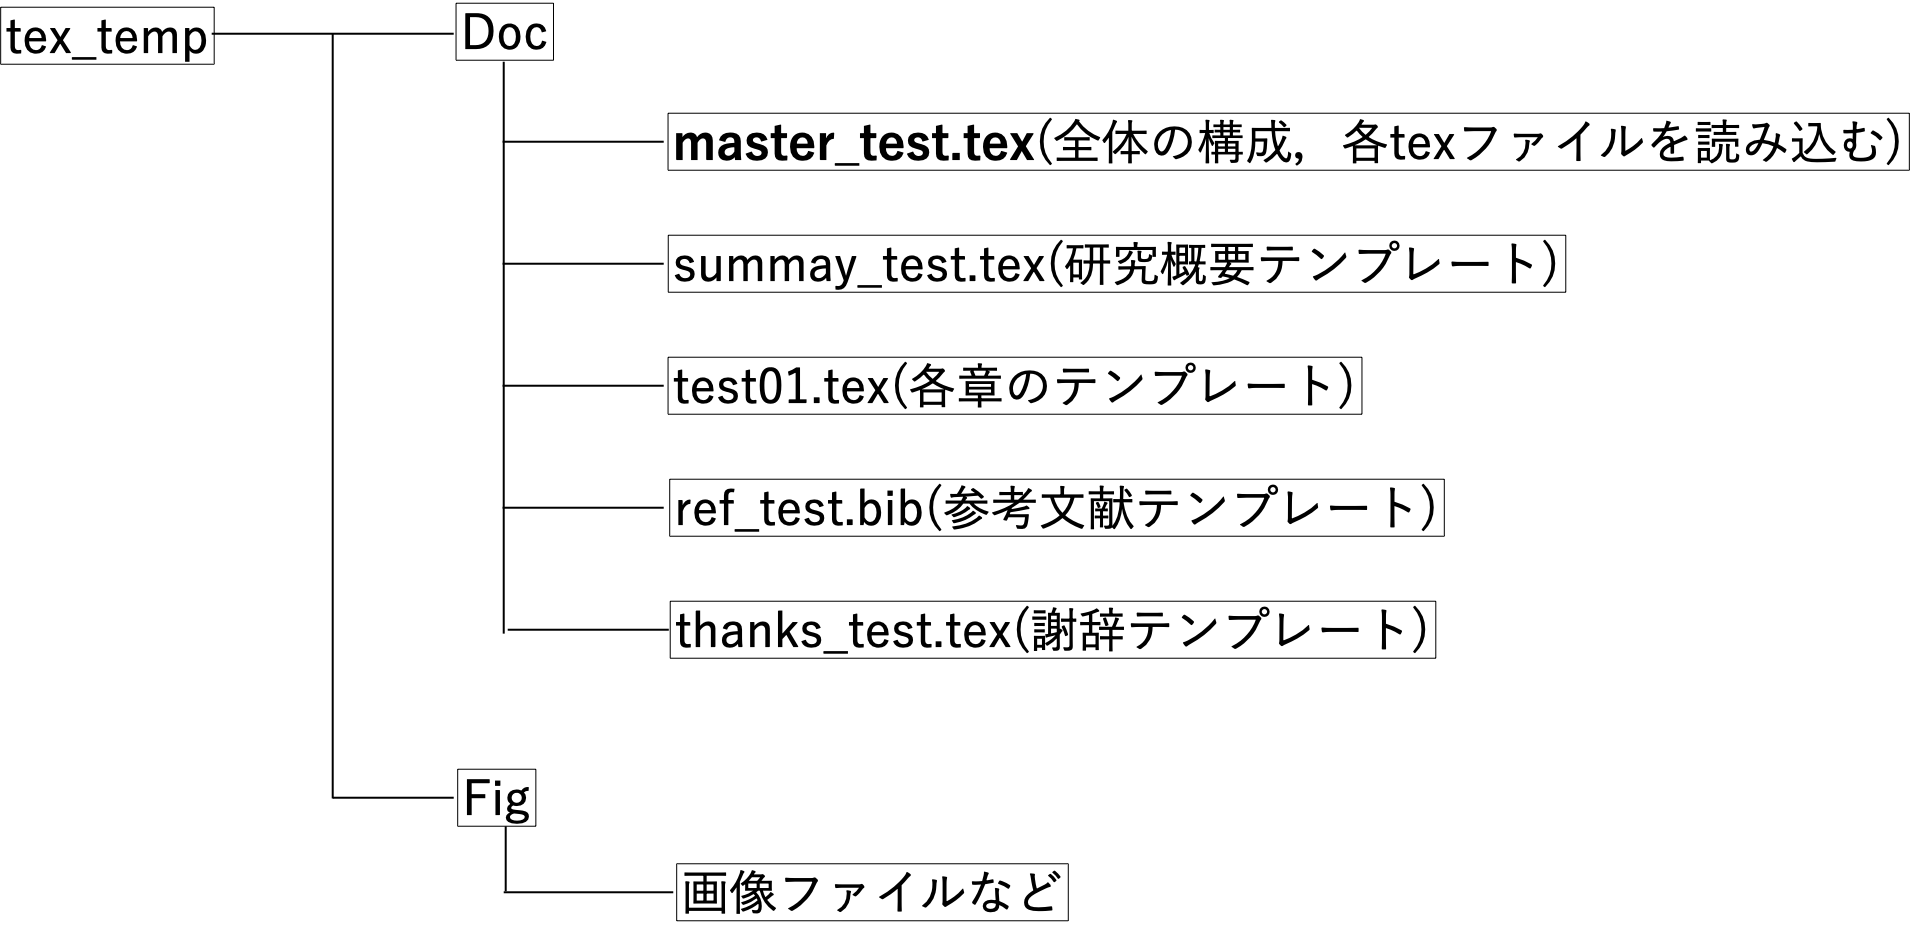 tex_temp
Doc
master_test.tex(全体の構成，各texファイルを読み込む)
summay_test.tex(研究概要テンプレート)
test01.tex(各章のテンプレート)
ref_test.bib(参考文献テンプレート)
thanks_test.tex(謝辞テンプレート)
Fig
画像ファイルなど